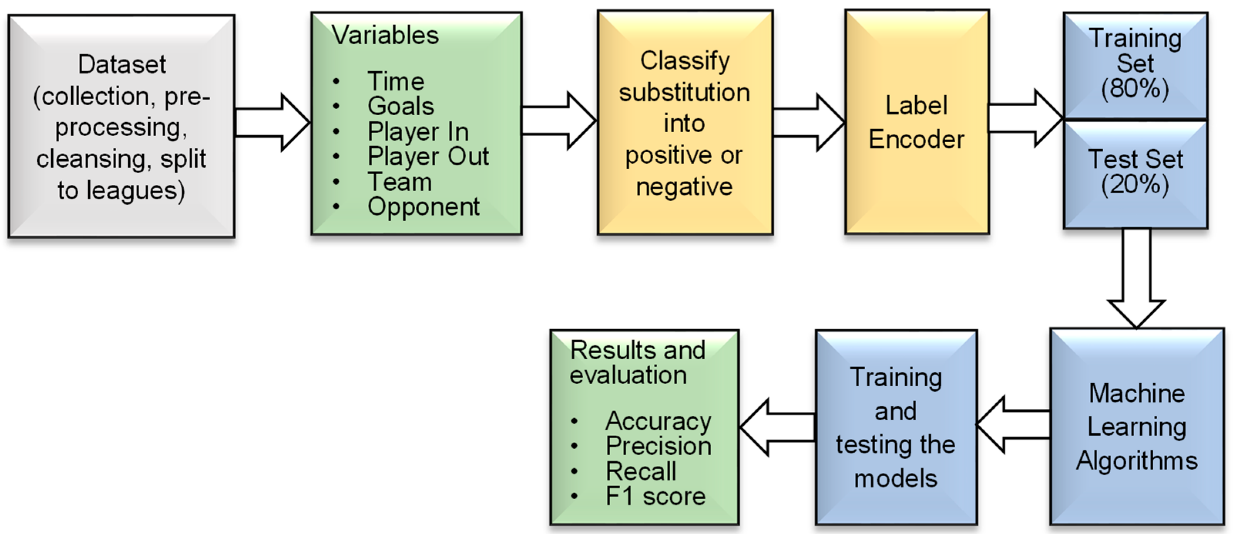 Dataset
(collection, pre-
processing,
cleansing, split
to leagues)
Variables
• Time
• Goals
• Player In
• Player Out
• Team
• Opponent
Classify
substitution
into
positive or
negative
Label
Encoder
Training
Set
(80%)
Test Set
(20%)
Machine
Learning
Algorithms
Training
and
testing the
models
Results and
evaluation
• Accuracy
• Precision
• Recall
• F1 score